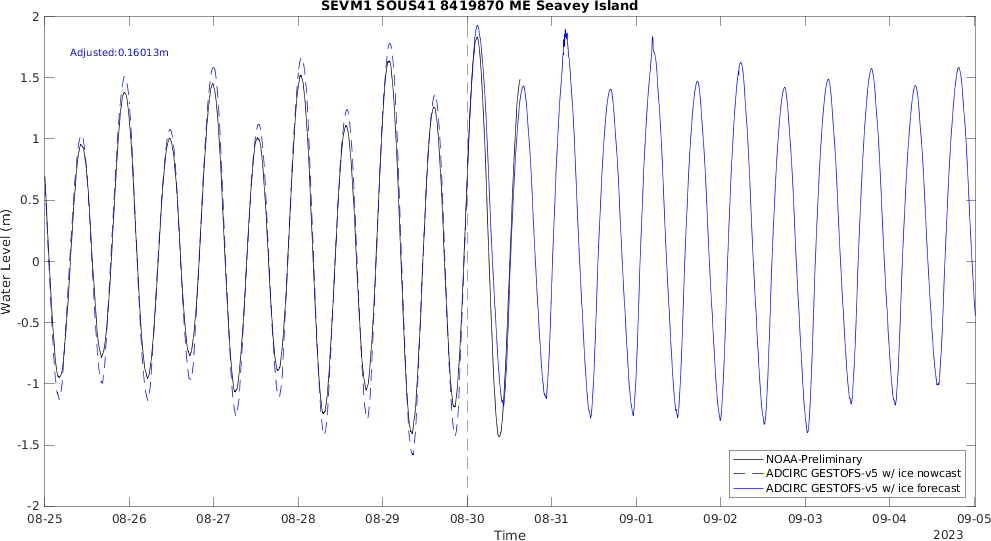 SEVM1 SOUS41 8419870 ME Seavey Island
Adjusted:0.16013m
Water Level (m)
2
1.5
1
0.5
0
-0.5
-1
-1.5
-2
NOAA-Preliminary
ADCIRC GESTOFS-v5 w/ ice nowcast
ADCIRC GESTOFS-v5 w/ ice forecast
08-25 08-26 08-27 08-28 08-29 08-30 08-31 09-01 09-02 09-03 09-04 09-05
Time
2023